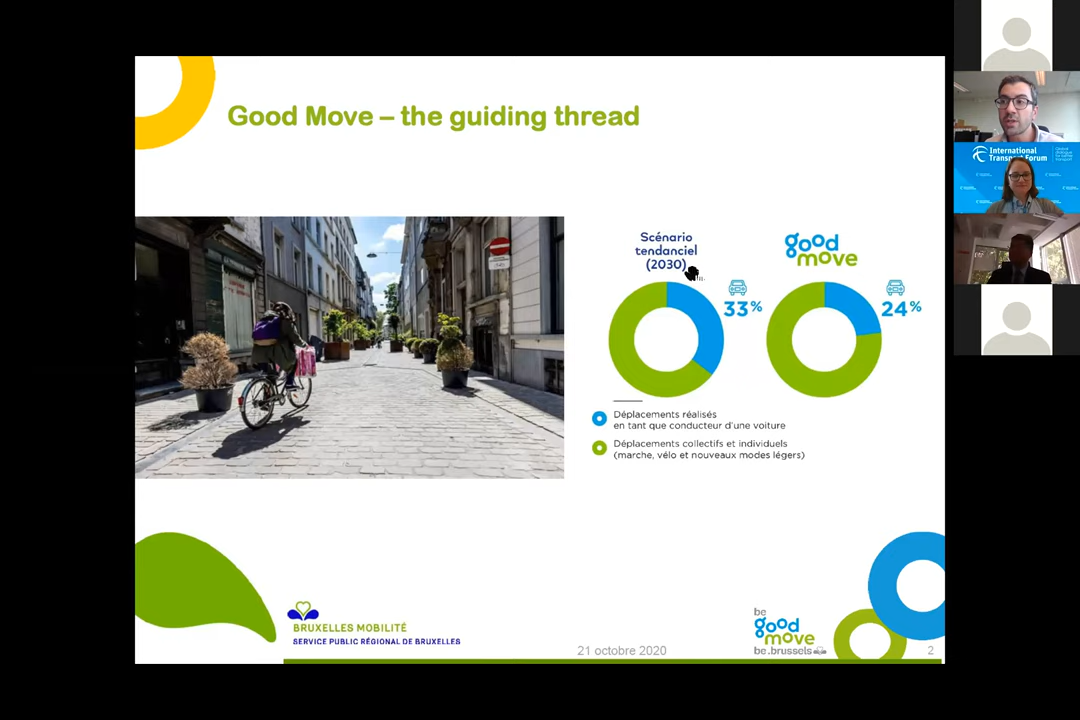 Good Move – the guiding thread
Scénario
tendanciel
(2030)
33%
good
move
24%
Déplacements réalisés
en tant que conducteur d'une voiture
Déplacements collectifs et individuels
(marche, vélo et nouveaux modes légers)
BRUXELLES MOBILITÉ
SERVICE PUBLIC RÉGIONAL DE BRUXELLES
21 octobre 2020
be
good
move
be.brussels
2
International
Transport Forum